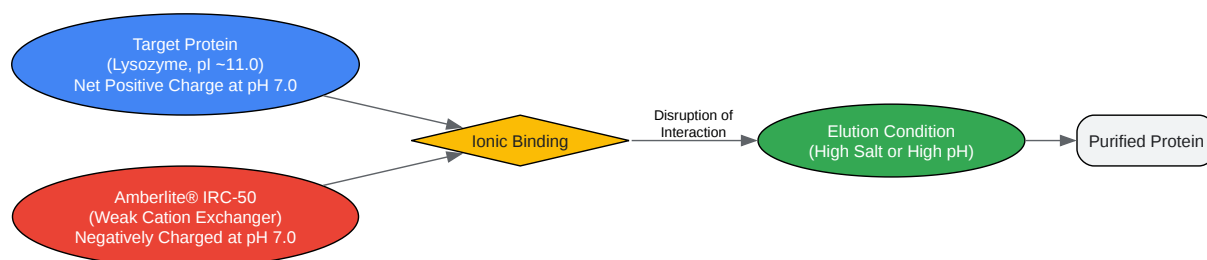 Target Protein
(Lysozyme, pI ~11.0)
Net Positive Charge at pH 7.0
Amberlite® IRC-50
(Weak Cation Exchanger)
Negatively Charged at pH 7.0
Ionic Binding
Disruption of
Interaction
Elution Condition
(High Salt or High pH)
Purified Protein